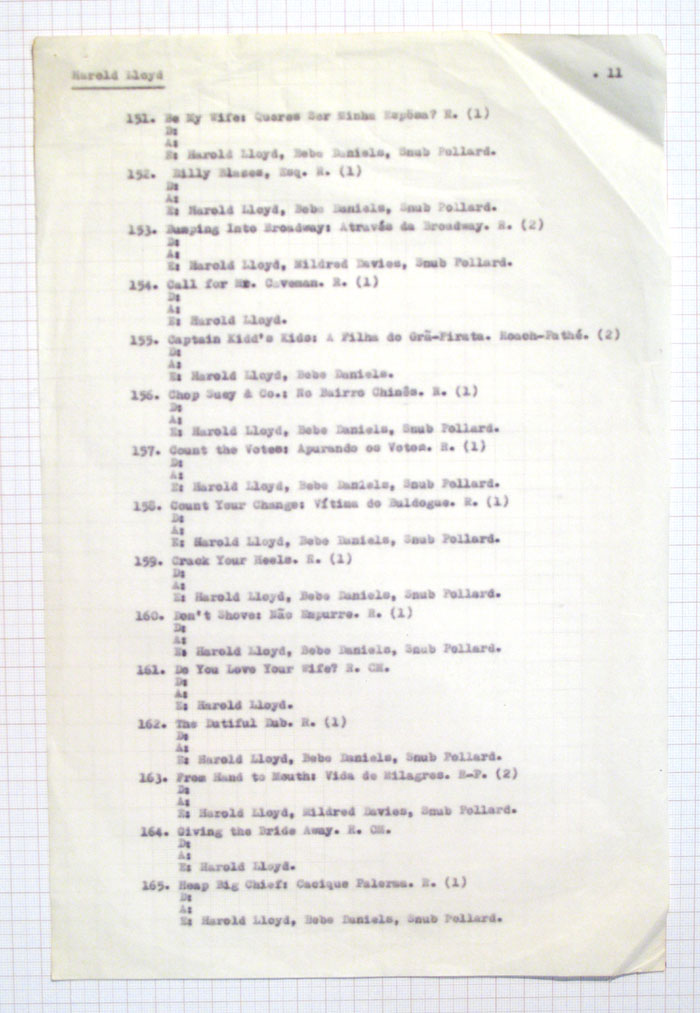 Harold Lloyd
. 11
151. Be My Wife: Queres Ser Minha Espôsa? R. (1)
D:
A:
E: Harold Lloyd, Bebe Daniels, Snub Pollard.
152. Billy Blazes, Esq. R. (1)
D:
A:
E: Harold Lloyd, Bebe Daniels, Snub Pollard.
153. Bumping Into Broadway: Através da Broadway. R. (2)
D:
A:
E: Harold Lloyd, Mildred Davies, Snub Pollard.
154. Call for Mr. Caveman. R. (1)
D:
A:
E: Harold Lloyd.
155. Captain Kidd's Kids: A Filha do Grã-Pirata. Roach-Pathé. (2)
D:
A:
E: Harold Lloyd, Bebe Daniels.
156. Chop Suey & Co.: No Bairro Chinês. R. (1)
D:
A:
E: Harold Lloyd, Bebe Daniels, Snub Pollard.
157. Count the Votes: Apurando os Votos. R. (1)
D:
A:
E: Harold Lloyd, Bebe Daniels, Snub Pollard.
158. Count Your Change: Vítima do Buldogue. R. (1)
D:
A:
E: Harold Lloyd, Bebe Daniels, Snub Pollard.
159. Crack Your Heels. R. (1)
D:
A:
E: Harold Lloyd, Bebe Daniels, Snub Pollard.
160. Don't Shove: Não Empurre. R. (1)
D:
A:
E: Harold Lloyd, Bebe Daniels, Snub Pollard.
161. Do You Love Your Wife? R. CM.
D:
A:
E: Harold Lloyd.
162. The Dutiful Dub. R. (1)
D:
A:
E: Harold Lloyd, Bebe Daniels, Snub Pollard.
163. From Hand to Mouth: Vida de Milagres. R-P. (2)
D:
A:
E: Harold Lloyd, Mildred Davies, Snub Pollard.
164. Giving the Bride Away. R. CM.
D:
A:
E: Harold Lloyd.
165. Heap Big Chief: Cacique Palerma. R. (1)
D:
A:
E: Harold Lloyd, Bebe Daniels, Snub Pollard.